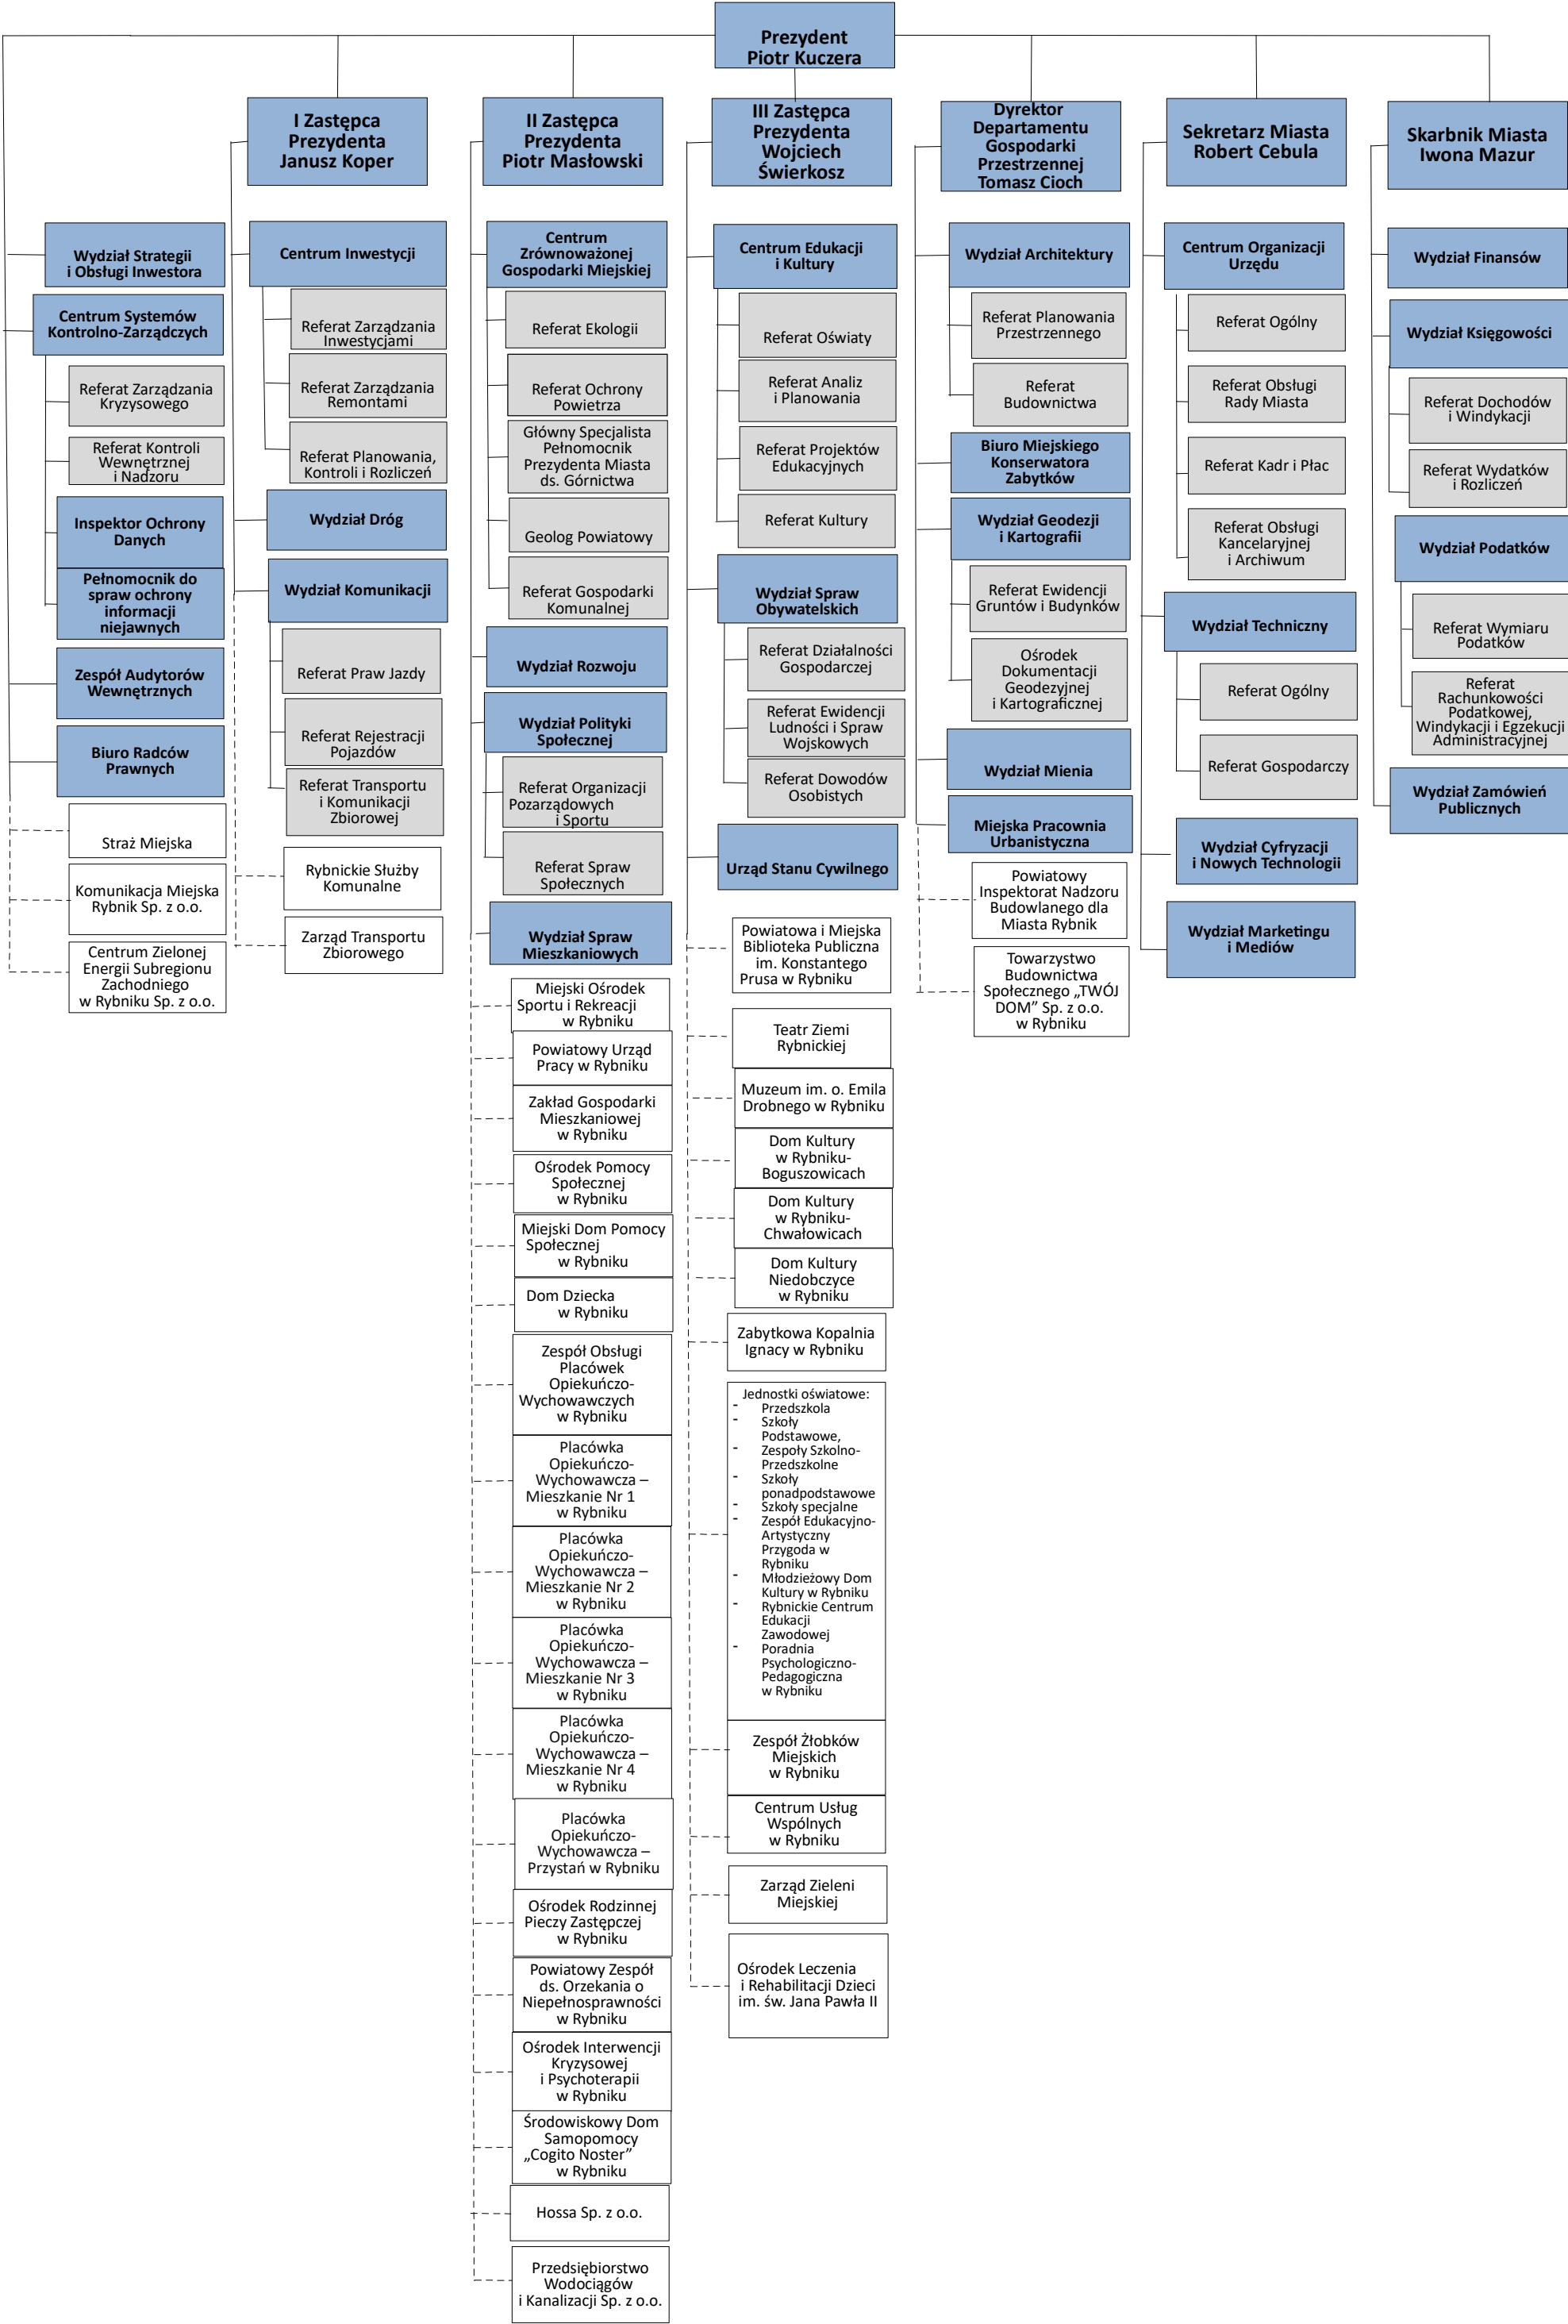 Prezydent
Piotr Kuczera
I Zastępca
Prezydenta
Janusz Koper
II Zastępca
Prezydenta
Piotr Masłowski
III Zastępca
Prezydenta
Wojciech
Świerkosz
Dyrektor
Departamentu
Gospodarki
Przestrzennej
Tomasz Cioch
Sekretarz Miasta
Robert Cebula
Skarbnik Miasta
Iwona Mazur
Wydział Strategii
i Obsługi Inwestora
Centrum Systemów
Kontrolno-Zarządczych
Referat Zarządzania
Kryzysowego
Referat Kontroli
Wewnętrznej
i Nadzoru
Inspektor Ochrony
Danych
Pełnomocnik do
spraw ochrony
informacji
niejawnych
Zespół Audytorów
Wewnętrznych
Biuro Radców
Prawnych
Straż Miejska
Komunikacja Miejska
Rybnik Sp. z o.o.
Centrum Zielonej
Energii Subregionu
Zachodniego
w Rybniku Sp. z o.o.
Centrum Inwestycji
Referat Zarządzania
Inwestycjami
Referat Zarządzania
Remontami
Referat Planowania,
Kontroli i Rozliczeń
Wydział Dróg
Wydział Komunikacji
Referat Praw Jazdy
Referat Rejestracji
Pojazdów
Referat Transportu
i Komunikacji
Zbiorowej
Rybnickie Służby
Komunalne
Zarząd Transportu
Zbiorowego
Centrum
Zrównoważonej
Gospodarki Miejskiej
Referat Ekologii
Referat Ochrony
Powietrza
Główny Specjalista
Pełnomocnik
Prezydenta Miasta
ds. Górnictwa
Geolog Powiatowy
Referat Gospodarki
Komunalnej
Wydział Rozwoju
Wydział Polityki
Społecznej
Referat Organizacji
Pozarządowych
i Sportu
Referat Spraw
Społecznych
Wydział Spraw
Mieszkaniowych
Miejski Ośrodek
Sportu i Rekreacji
w Rybniku
Powiatowy Urząd
Pracy w Rybniku
Zakład Gospodarki
Mieszkaniowej
w Rybniku
Ośrodek Pomocy
Społecznej
w Rybniku
Miejski Dom Pomocy
Społecznej
w Rybniku
Dom Dziecka
w Rybniku
Zespół Obsługi
Placówek
Opiekuńczo-
Wychowawczych
w Rybniku
Placówka
Opiekuńczo-
Wychowawcza –
Mieszkanie Nr 1
w Rybniku
Placówka
Opiekuńczo-
Wychowawcza –
Mieszkanie Nr 2
w Rybniku
Placówka
Opiekuńczo-
Wychowawcza –
Mieszkanie Nr 3
w Rybniku
Placówka
Opiekuńczo-
Wychowawcza –
Mieszkanie Nr 4
w Rybniku
Placówka
Opiekuńczo-
Wychowawcza –
Przystań w Rybniku
Ośrodek Rodzinnej
Pieczy Zastępczej
w Rybniku
Powiatowy Zespół
ds. Orzekania o
Niepełnosprawności
w Rybniku
Ośrodek Interwencji
Kryzysowej
i Psychoterapii
w Rybniku
Środowiskowy Dom
Samopomocy
„Cogito Noster”
w Rybniku
Hossa Sp. z o.o.
Przedsiębiorstwo
Wodociągów
i Kanalizacji Sp. z o.o.
Centrum Edukacji
i Kultury
Referat Oświaty
Referat Analiz
i Planowania
Referat Projektów
Edukacyjnych
Referat Kultury
Wydział Spraw
Obywatelskich
Referat Działalności
Gospodarczej
Referat Ewidencji
Ludności i Spraw
Wojskowych
Referat Dowodów
Osobistych
Urząd Stanu Cywilnego
Powiatowa i Miejska
Biblioteka Publiczna
im. Konstantego
Prusa w Rybniku
Teatr Ziemi
Rybnickiej
Muzeum im. o. Emila
Drobnego w Rybniku
Dom Kultury
w Rybniku-
Boguszowicach
Dom Kultury
w Rybniku-
Chwałowicach
Dom Kultury
Niedobczyce
w Rybniku
Zabytkowa Kopalnia
Ignacy w Rybniku
Jednostki oświatowe:
- Przedszkola
- Szkoły
Podstawowe,
- Zespoły Szkolno-
Przedszkolne
- Szkoły
ponadpodstawowe
- Szkoły specjalne
- Zespół Edukacyjno-
Artystyczny
Przygoda w
Rybniku
- Młodzieżowy Dom
Kultury w Rybniku
- Rybnickie Centrum
Edukacji
Zawodowej
- Poradnia
Psychologiczno-
Pedagogiczna
w Rybniku
Zespół Żłobków
Miejskich
w Rybniku
Centrum Usług
Wspólnych
w Rybniku
Zarząd Zieleni
Miejskiej
Ośrodek Leczenia
i Rehabilitacji Dzieci
im. św. Jana Pawła II
Wydział Architektury
Referat Planowania
Przestrzennego
Referat
Budownictwa
Biuro Miejskiego
Konserwatora
Zabytków
Wydział Geodezji
i Kartografii
Referat Ewidencji
Gruntów i Budynków
Ośrodek
Dokumentacji
Geodezyjnej
i Kartograficznej
Wydział Mienia
Miejska Pracownia
Urbanistyczna
Powiatowy
Inspektorat Nadzoru
Budowlanego dla
Miasta Rybnik
Towarzystwo
Budownictwa
Społecznego „TWÓJ
DOM” Sp. z o.o.
w Rybniku
Centrum Organizacji
Urzędu
Referat Ogólny
Referat Obsługi
Rady Miasta
Referat Kadr i Płac
Referat Obsługi
Kancelaryjnej
i Archiwum
Wydział Techniczny
Referat Ogólny
Referat Gospodarczy
Wydział Cyfryzacji
i Nowych Technologii
Wydział Marketingu
i Mediów
Wydział Finansów
Wydział Księgowości
Referat Dochodów
i Windykacji
Referat Wydatków
i Rozliczeń
Wydział Podatków
Referat Wymiaru
Podatków
Referat
Rachunkowości
Podatkowej,
Windykacji i Egzekucji
Administracyjnej
Wydział Zamówień
Publicznych